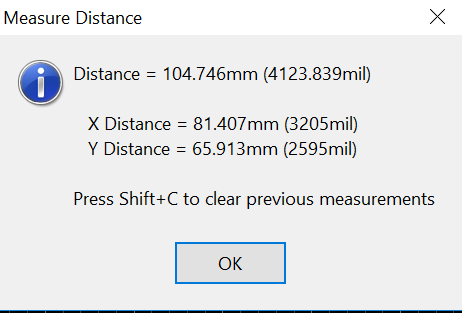 Measure Distance
Distance = 104.746mm (4123.839mil)
X Distance = 81.407mm (3205mil)
Y Distance = 65.913mm (2595mil)
Press Shift+C to clear previous measurements
OK